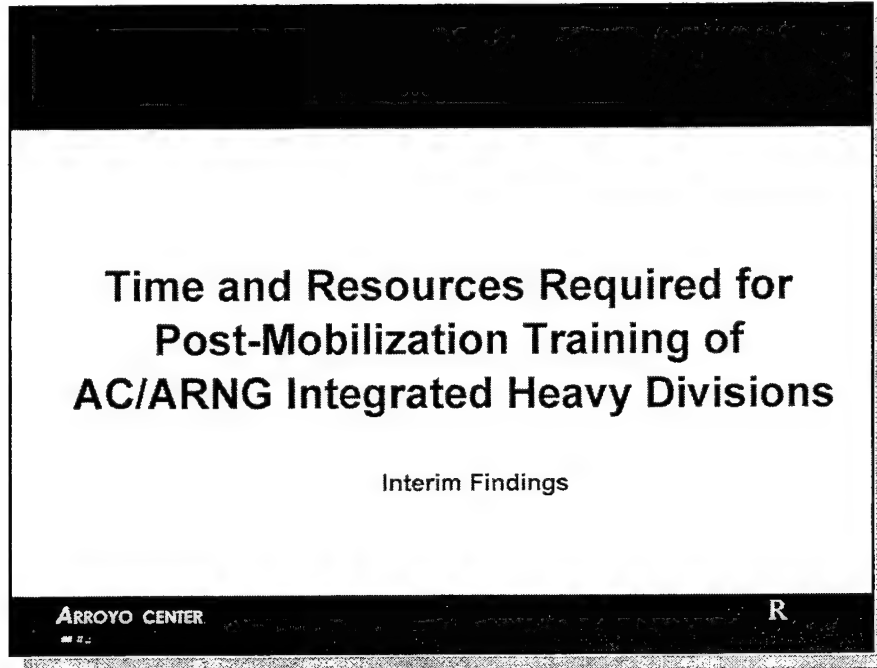 Time and Resources Required for
Post-Mobilization Training of
AC/ARNG Integrated Heavy Divisions
Interim Findings
ARROYO CENTER
R